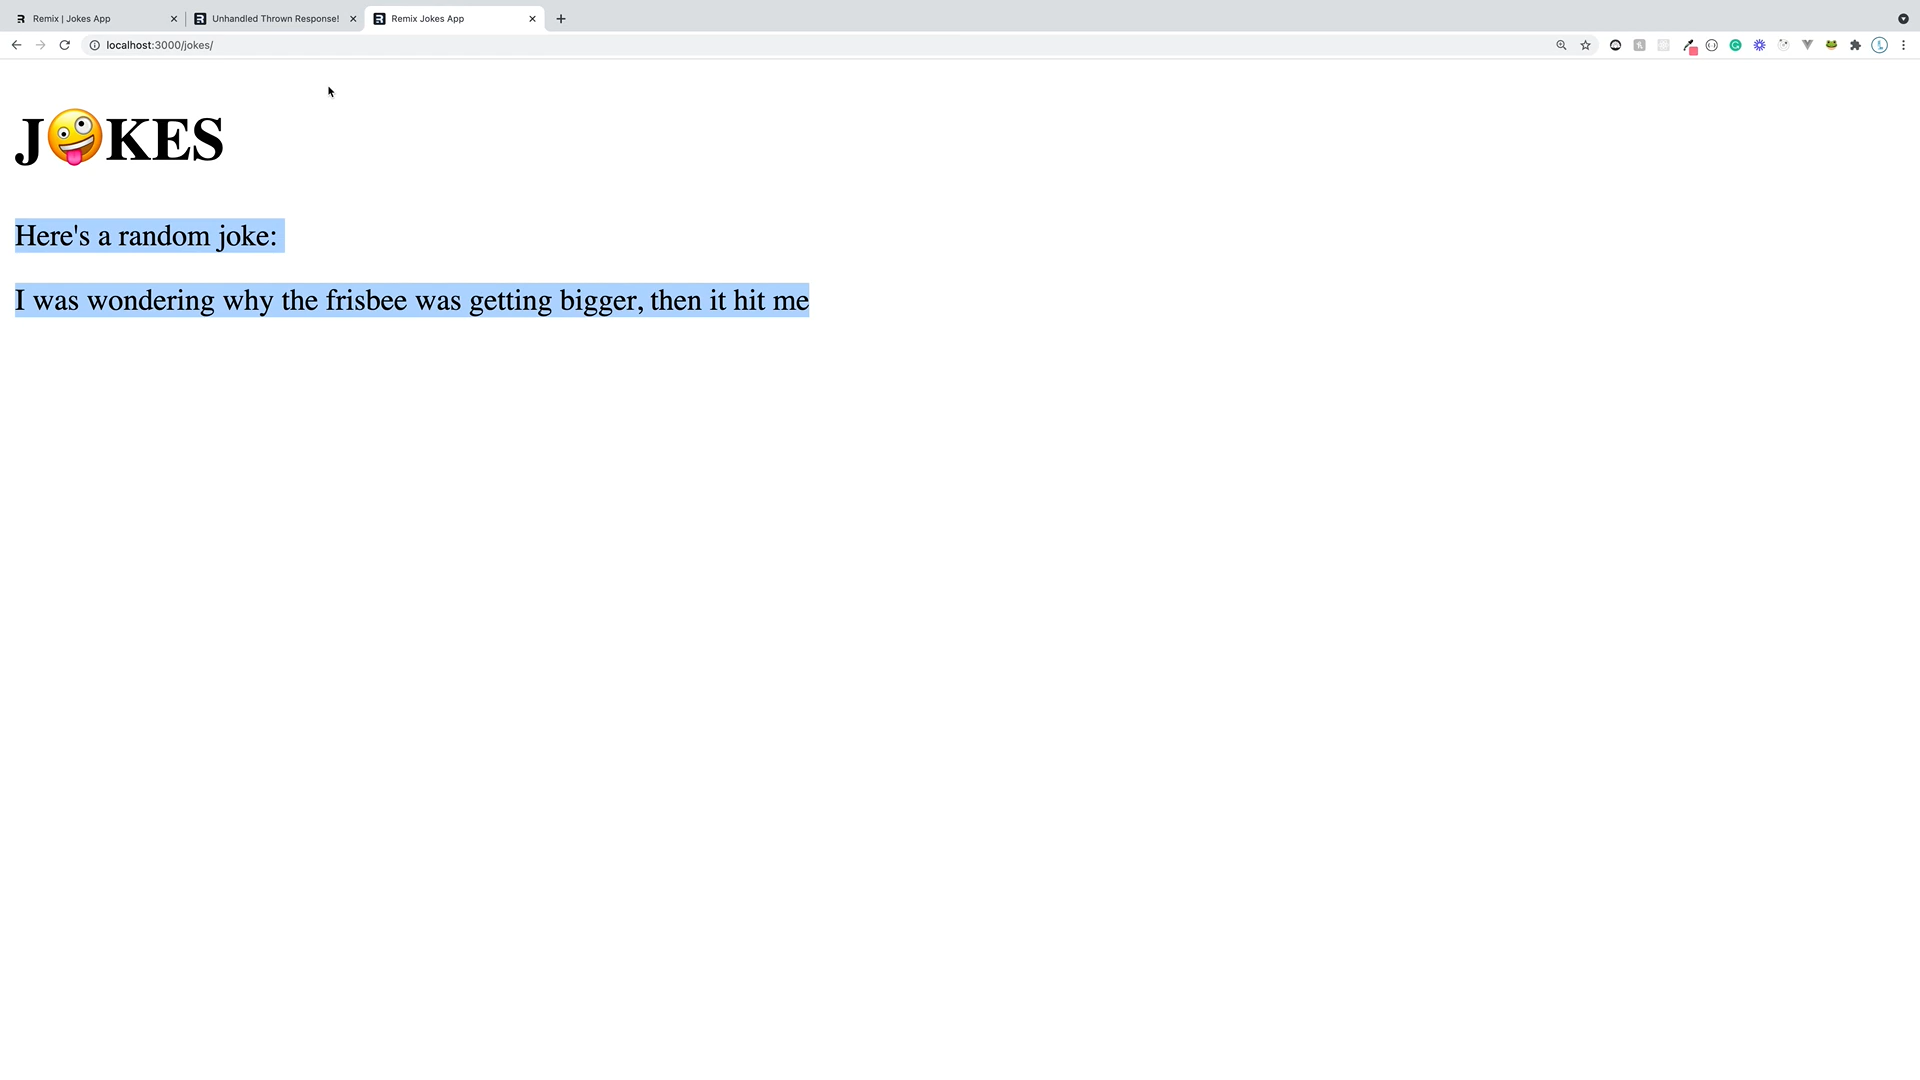 Remix | Jokes App
Unhandled Thrown Response!
Remix Jokes App
localhost:3000/jokes/
J🤪KES
Here's a random joke:
I was wondering why the frisbee was getting bigger, then it hit me